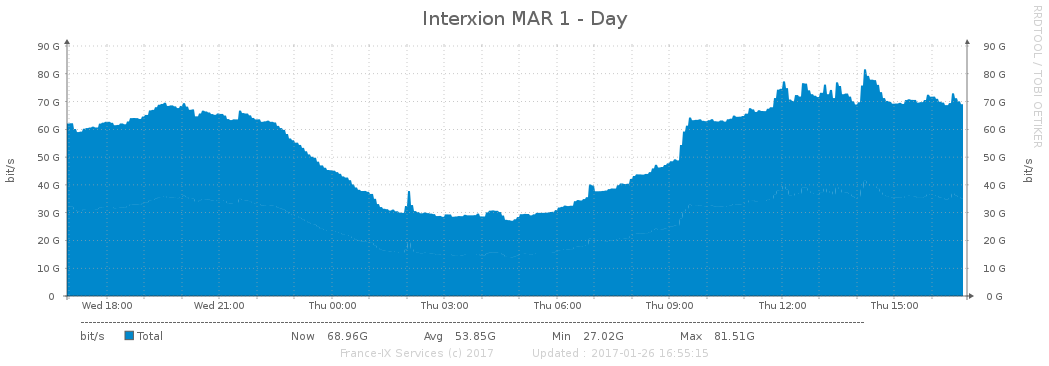 Interxion MAR 1 - Day
RRDTOOL / TOBI OETIKER
90 G 90 G
80 G 80 G
70 G 70 G
60 G 60 G
50 G 50 G
bit/s bit/s
40 G 40 G
30 G 30 G
20 G 20 G
10 G 10 G
0 0 G
Wed 18:00 Wed 21:00 Thu 00:00 Thu 03:00 Thu 06:00 Thu 09:00 Thu 12:00 Thu 15:00
bit/s Total Now 68.96G Avg 53.85G Min 27.02G Max 81.51G
France-IX Services (c) 2017 Updated : 2017-01-26 16:55:15